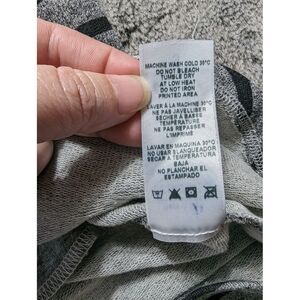 MACHINE WASH COLD 30°C
DO NOT BLEACH
TUMBLE DRY
AT LOW HEAT
DO NOT IRON
PRINTED AREA
LAVER À LA MACHINE 30°C
NE PAS JAVELLISER
SECHER A BASSES
TEMPÉRATURE
NE PAS REPASSER
L'IMPRIMÉ
LAVAR EN MAQUINA 30°C
NO USAR BLANQUEADOR
SECAR A TEMPERATURA
BAJA
NO PLANCHAR EL
ESTAMPADO